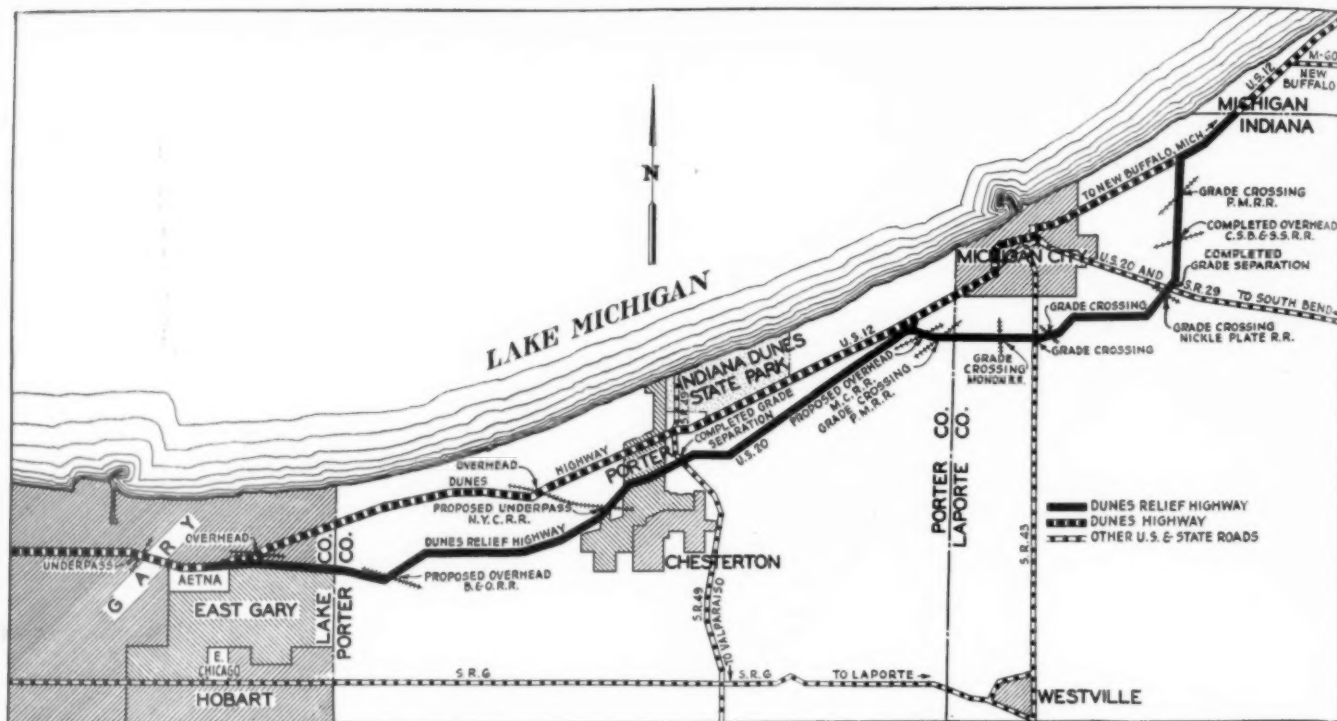 M-60
NEW
BUFFALO
U.S.12
MICHIGAN
INDIANA
TO NEW BUFFALO, MICH.
GRADE CROSSING
P.M.R.R.
COMPLETED OVERHEAD
C.S.B.& S.S.R.R.
COMPLETED
GRADE SEPARATION
N
MICHIGAN CITY
U.S.20 AND
S.R.29
TO SOUTH BEND
GRADE CROSSING
NICKLE PLATE R.R.
LAKE MICHIGAN
U.S.12
GRADE CROSSING
GRADE CROSSING
GRADE
CROSSING
MONON R.R.
INDIANA DUNES
STATE PARK
S.R.49
PROPOSED OVERHEAD
M.C.R.R.
GRADE CROSSING
P.M.R.R.
COMPLETED GRADE
SEPARATION
U.S.20
PORTER
HIGHWAY
OVERHEAD
DUNES
PROPOSED UNDERPASS
N.Y.C.R.R.
PORTER CO.
LAPORTE CO.
S.R.43
DUNES RELIEF HIGHWAY
DUNES HIGHWAY
OTHER U.S. & STATE ROADS
DUNES RELIEF HIGHWAY
CHESTERTON
OVERHEAD
UNDERPASS
GARY
AETNA
PROPOSED OVERHEAD
B.& O.R.R.
EAST GARY
LAKE CO.
PORTER CO.
S.R.49
TO VALPARAISO
E.
CHICAGO
HOBART
S.R.6
S.R.6
TO LAPORTE
WESTVILLE